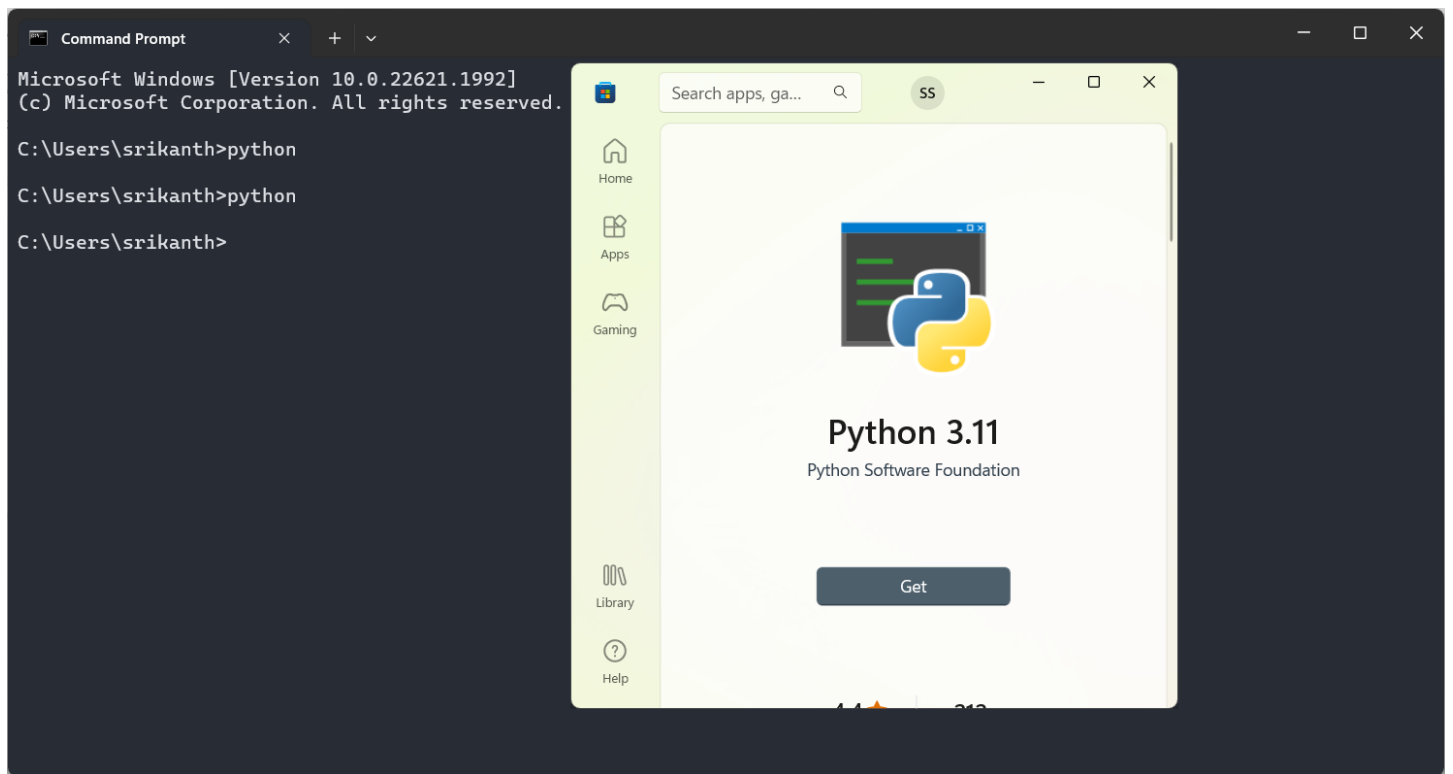 Command Prompt
Microsoft Windows [Version 10.0.22621.1992]
(c) Microsoft Corporation. All rights reserved.
C:\Users\srikanth>python
C:\Users\srikanth>python
C:\Users\srikanth>
Search apps, ga...
SS
Home
Apps
Gaming
Python 3.11
Python Software Foundation
Get
Library
Help
4.4